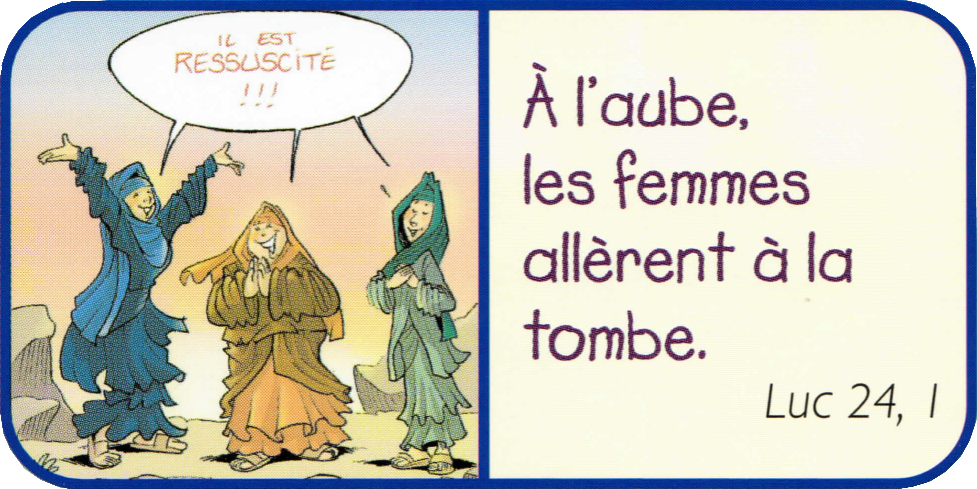 IL EST
RESSUSCITÉ
!!!
À l'aube,
les femmes
allèrent à la
tombe.
Luc 24, 1